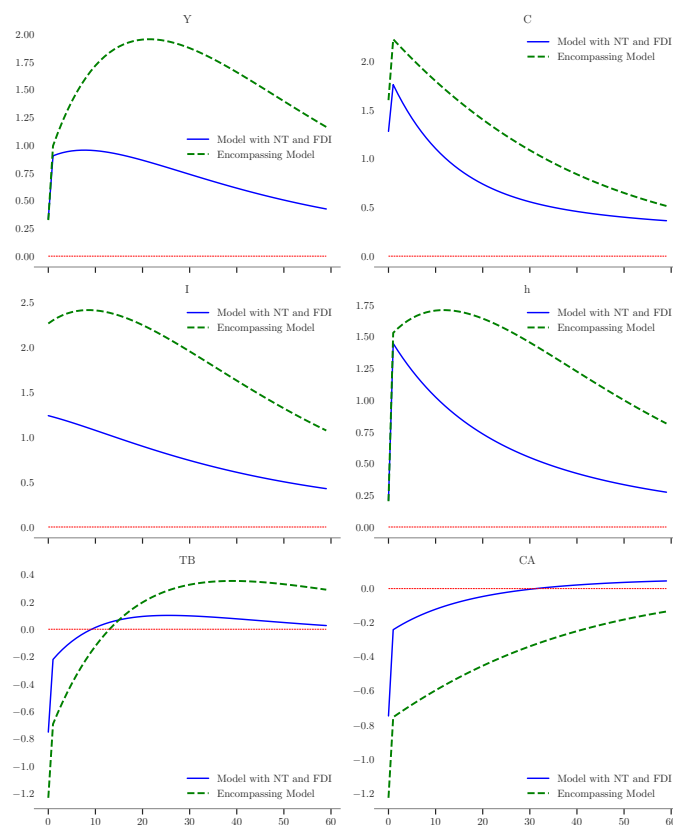 Y
2.00
1.75
1.50
1.25
1.00
0.75
0.50
0.25
0.00
Model with NT and FDI
Encompassing Model
C
2.0
1.5
1.0
0.5
0.0
Model with NT and FDI
Encompassing Model
I
2.5
2.0
1.5
1.0
0.5
0.0
Model with NT and FDI
Encompassing Model
h
1.75
1.50
1.25
1.00
0.75
0.50
0.25
0.00
Model with NT and FDI
Encompassing Model
TB
0.4
0.2
0.0
−0.2
−0.4
−0.6
−0.8
−1.0
−1.2
Model with NT and FDI
Encompassing Model
0 10 20 30 40 50 60
CA
0.0
−0.2
−0.4
−0.6
−0.8
−1.0
−1.2
Model with NT and FDI
Encompassing Model
0 10 20 30 40 50 60